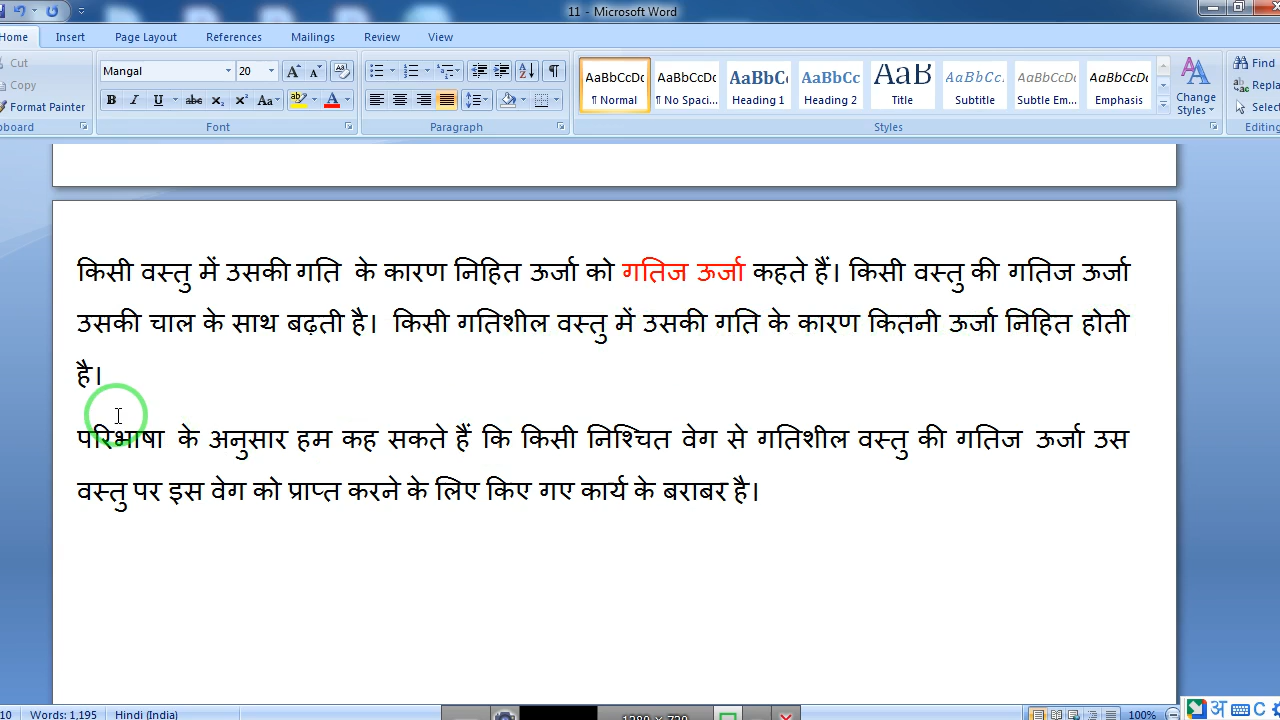 11 - Microsoft Word
Home Insert Page Layout References Mailings Review View
Cut
Copy
Format Painter
Mangal 20
Find
Select
AaBbCcDc AaBbCcDc AaBbC AaBbCc AaB AaBbCcDc AaBbCcDc AaBbCcDc
¶ Normal ¶ No Spaci... Heading 1 Heading 2 Title Subtitle Subtle Em... Emphasis
Change Styles
Font Paragraph Styles Editing
किसी वस्तु में उसकी गति के कारण निहित ऊर्जा को गतिज ऊर्जा कहते हैं। किसी वस्तु की गतिज ऊर्जा
उसकी चाल के साथ बढ़ती है। किसी गतिशील वस्तु में उसकी गति के कारण कितनी ऊर्जा निहित होती
है।
परिभाषा के अनुसार हम कह सकते हैं कि किसी निश्चित वेग से गतिशील वस्तु की गतिज ऊर्जा उस
वस्तु पर इस वेग को प्राप्त करने के लिए किए गए कार्य के बराबर है।
10 Words: 1,195 Hindi (India) 100%